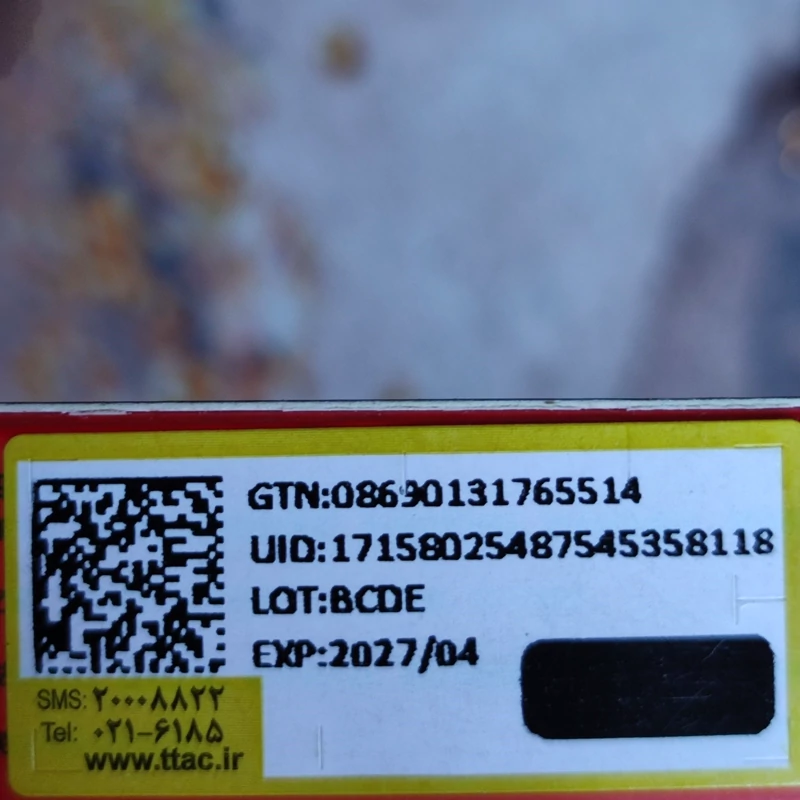 GTN:08690131765514
UID:17158025487545358118
LOT:BCDE
EXP:2027/04
SMS: ۲۰۰۰۸۸۲۲
Tel: ۰۲۱-۶۱۸۵
www.ttac.ir